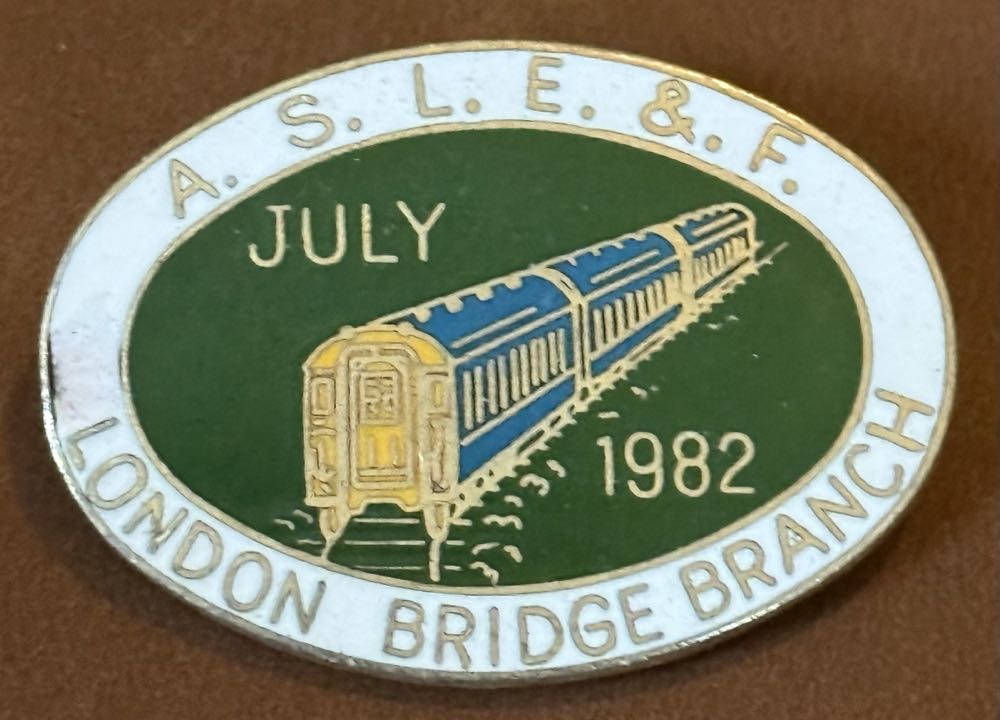 A. S. L. E. &. F.
JULY
1982
LONDON BRIDGE BRANCH